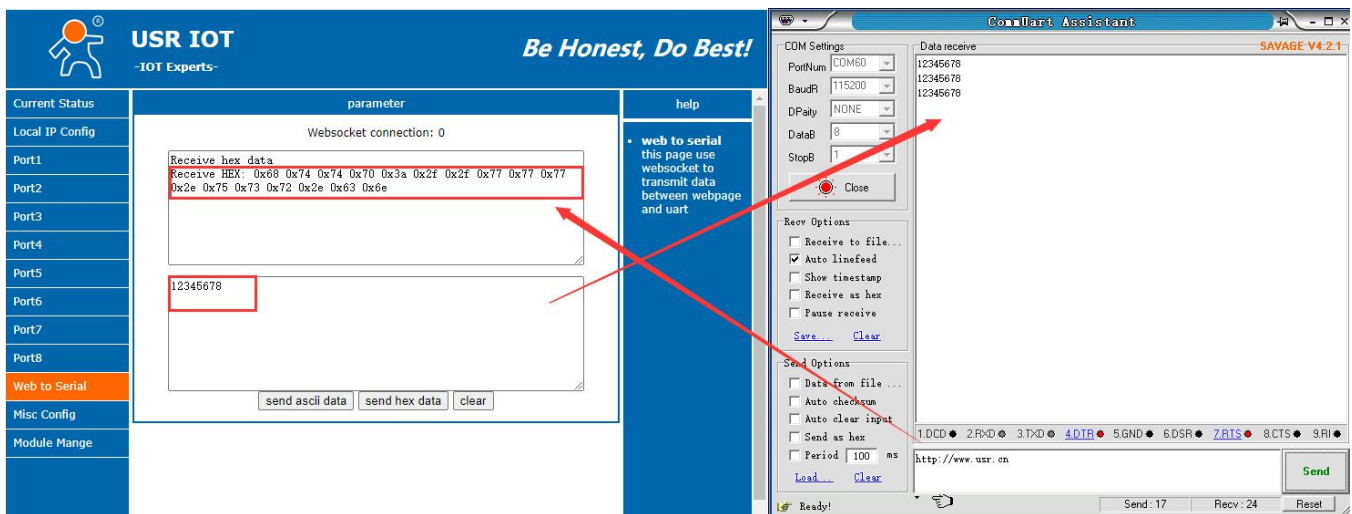 ®
USR IOT
-IOT Experts-
Be Honest, Do Best!
Current Status
Local IP Config
Port1
Port2
Port3
Port4
Port5
Port6
Port7
Port8
Web to Serial
Misc Config
Module Mange
parameter
Websocket connection: 0
Receive hex data
Receive HEX: 0x68 0x74 0x74 0x70 0x3a 0x2f 0x2f 0x77 0x77 0x77
0x2e 0x75 0x73 0x72 0x2e 0x63 0x6e
12345678
send ascii data send hex data clear
help
web to serial
this page use
websocket to
transmit data
between webpage
and uart
CommUart Assistant
COM Settings
PortNum COM60
BaudR 115200
DPaity NONE
DataB 8
StopB 1
Close
Recv Options
Receive to file...
Auto linefeed
Show timestamp
Receive as hex
Pause receive
Save... Clear
Send Options
Data from file ...
Auto checksum
Auto clear input
Send as hex
Period 100 ms
Load... Clear
Ready!
Data receive
SAVAGE V4.2.1
12345678
12345678
12345678
1.DCD 2.RXD 3.TXD 4.DTR 5.GND 6.DSR 7.RTS 8.CTS 9.RI
http://www.usr.cn
Send
Send : 17 Recv : 24 Reset